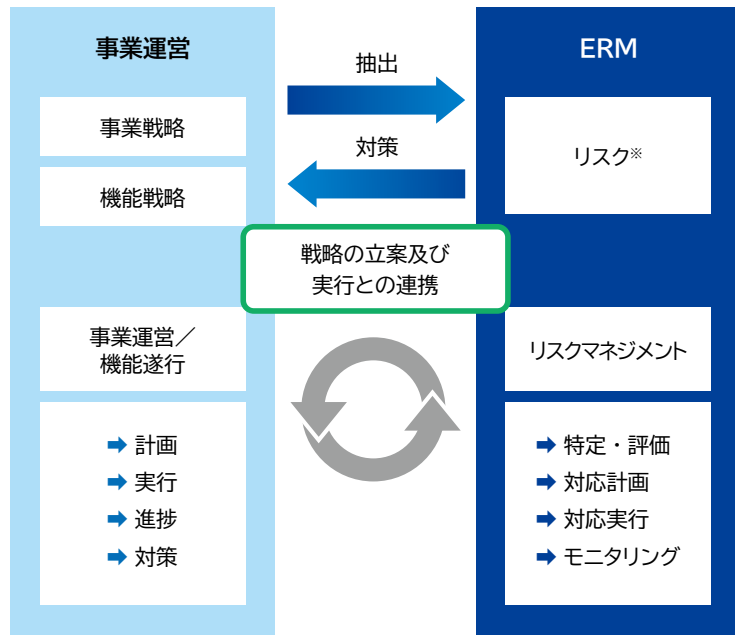 事業運営
事業戦略
機能戦略
抽出
対策
ERM
リスク※
戦略の立案及び
実行との連携
事業運営／
機能遂行
計画
実行
進捗
対策
リスクマネジメント
特定・評価
対応計画
対応実行
モニタリング